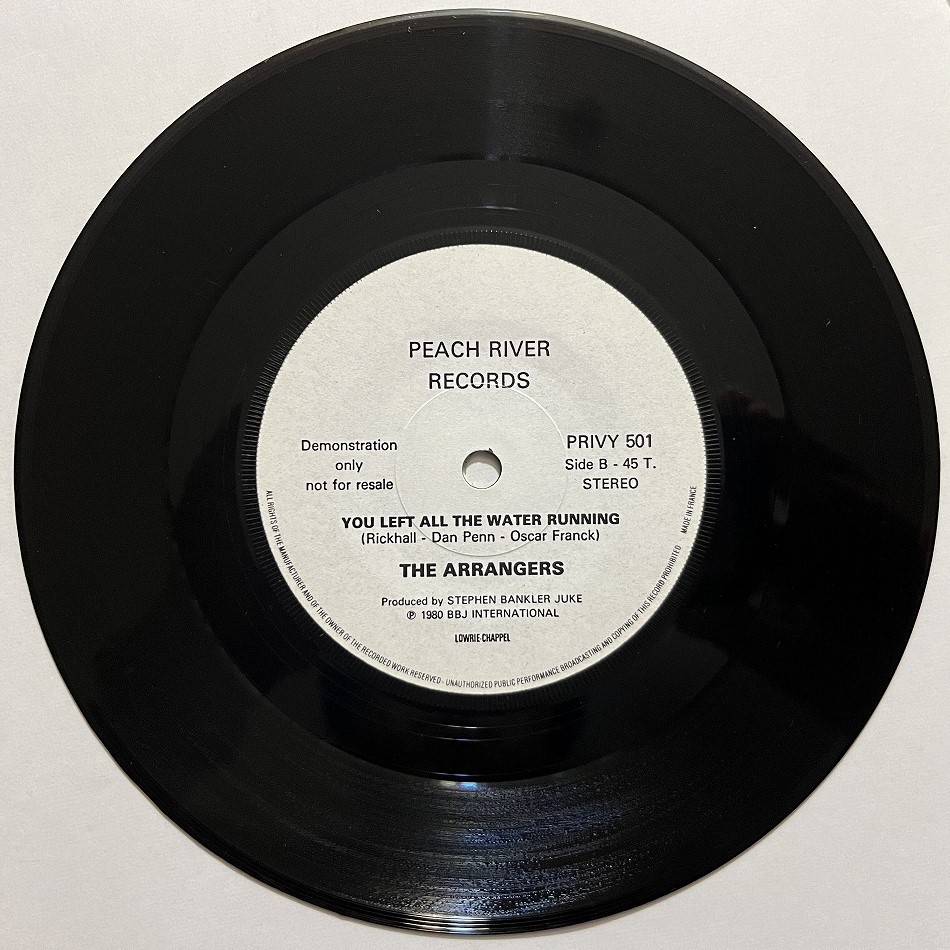 PEACH RIVER
RECORDS
Demonstration
only
not for resale
PRIVY 501
Side B - 45 T.
STEREO
YOU LEFT ALL THE WATER RUNNING
(Rickhall - Dan Penn - Oscar Franck)
THE ARRANGERS
Produced by STEPHEN BANKLER JUKE
℗ 1980 BBJ INTERNATIONAL
LOWRIE-CHAPPEL
ALL RIGHTS OF THE MANUFACTURER AND OF THE OWNER OF THE RECORDED WORK RESERVED - UNAUTHORIZED PUBLIC PERFORMANCE BROADCASTING AND COPYING OF THIS RECORD PROHIBITED MADE IN FRANCE